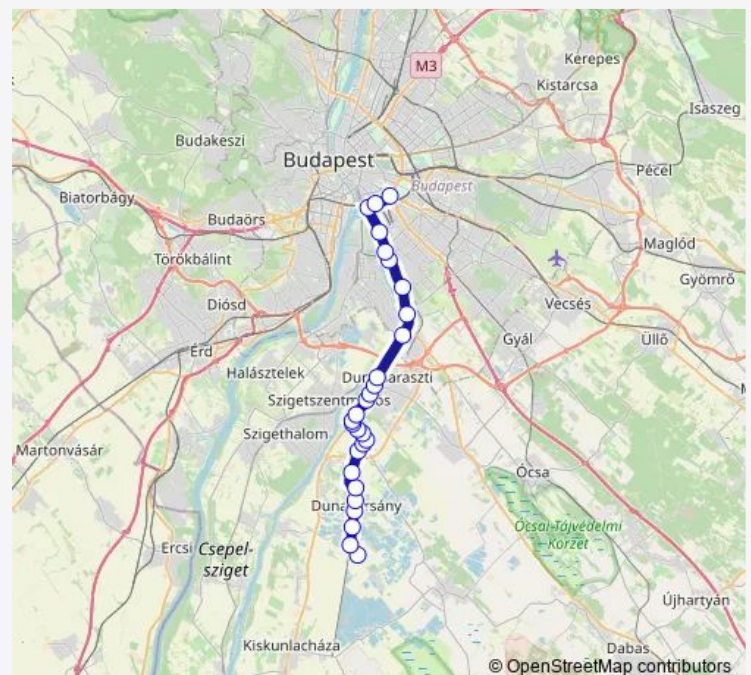 Kerepes
M3
Kistarcsa
Isaszeg
Budakeszi
Budapest
Pécel
Budapest
Biatorbágy
Budaörs
Maglód
Törökbálint
Gyömrő
Diósd
Vecsés
Gyál
Üllő
Érd
Halásztelek
Szigethalom
Martonvásár
Ócsa
Ócsai Tájvédelmi
Körzet
Ercsi
Csepel-
sziget
Újhartyán
Kiskunlacháza
Dabas
© OpenStreetMap contributors